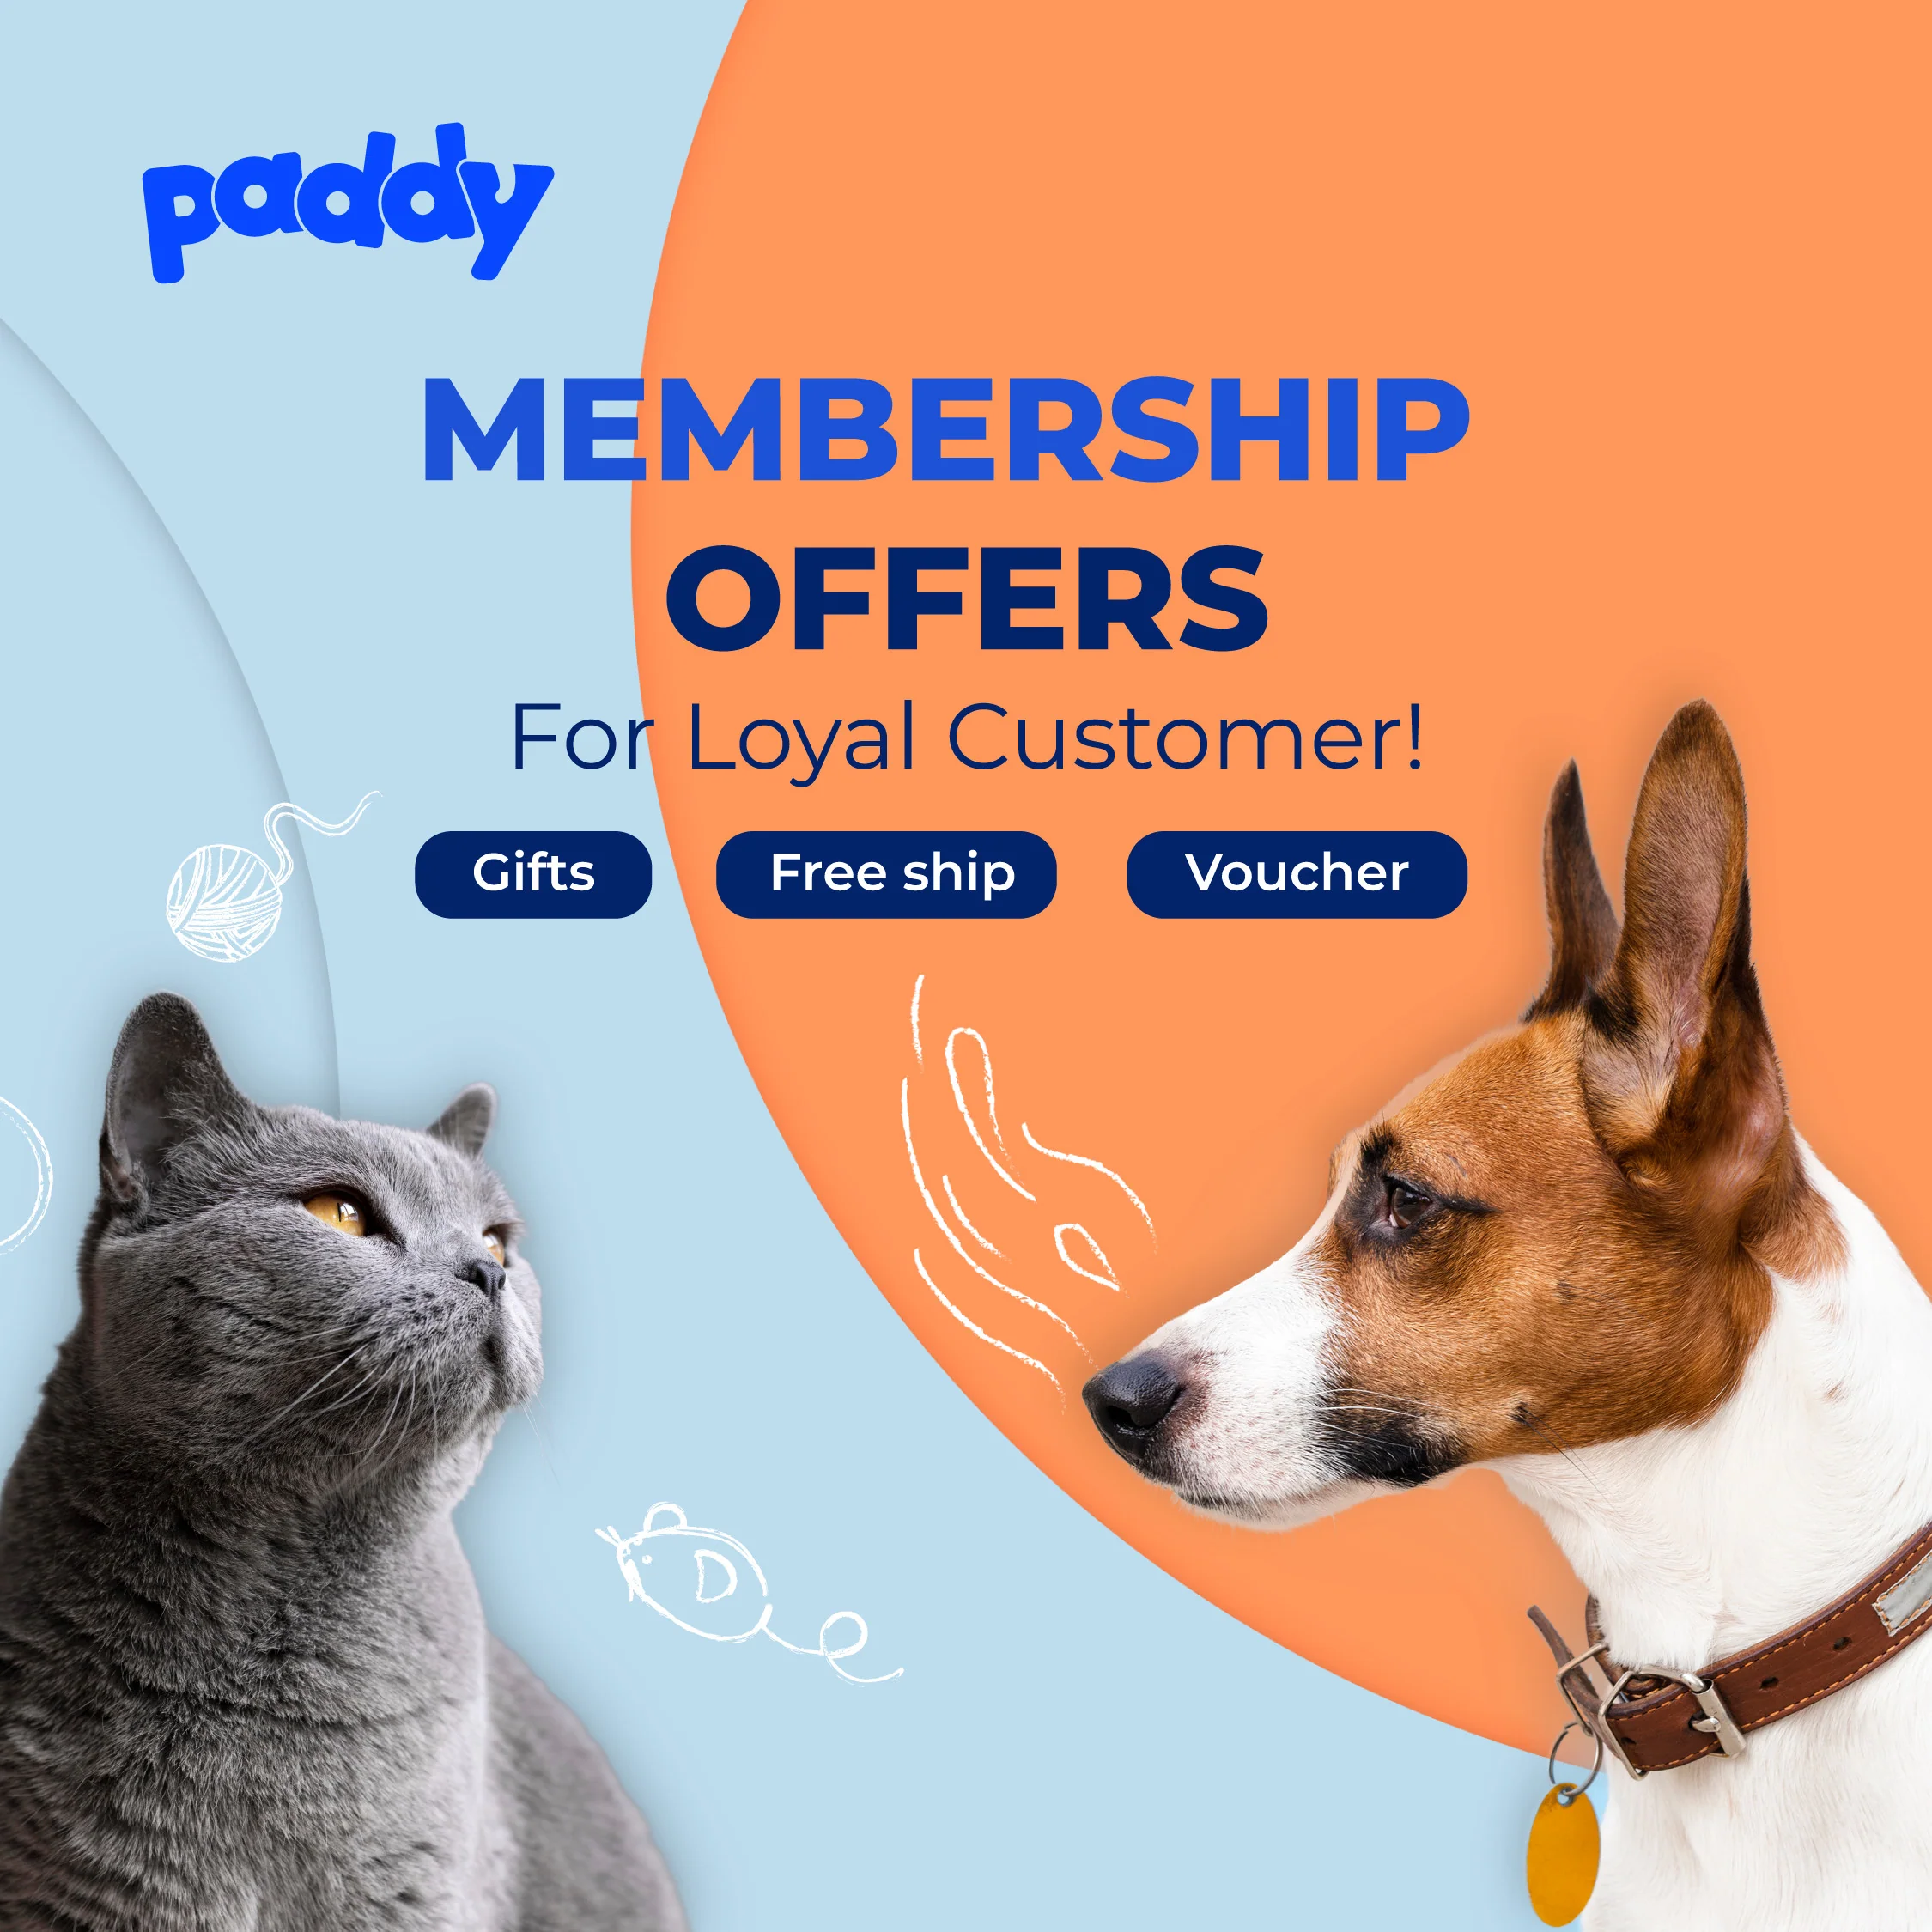 paddy
MEMBERSHIP
OFFERS
For Loyal Customer!
Gifts
Free ship
Voucher